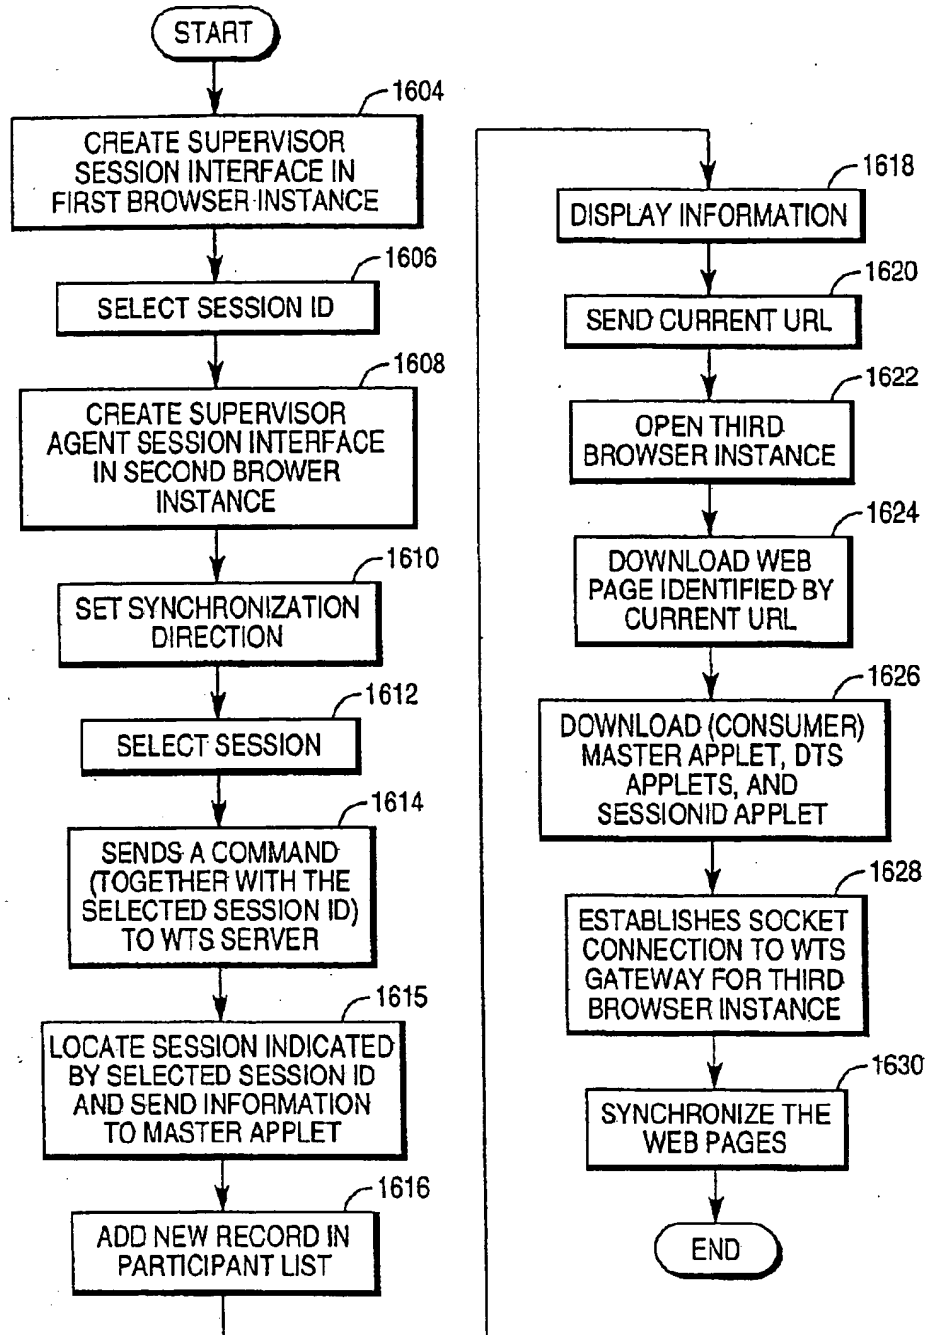 START
1604
CREATE SUPERVISOR
SESSION INTERFACE IN
FIRST BROWSER INSTANCE
1606
SELECT SESSION ID
1608
CREATE SUPERVISOR
AGENT SESSION INTERFACE
IN SECOND BROWER
INSTANCE
1610
SET SYNCHRONIZATION
DIRECTION
1612
SELECT SESSION
1614
SENDS A COMMAND
(TOGETHER WITH THE
SELECTED SESSION ID)
TO WTS SERVER
1615
LOCATE SESSION INDICATED
BY SELECTED SESSION ID
AND SEND INFORMATION
TO MASTER APPLET
1616
ADD NEW RECORD IN
PARTICIPANT LIST
1618
DISPLAY INFORMATION
1620
SEND CURRENT URL
1622
OPEN THIRD
BROWSER INSTANCE
1624
DOWNLOAD WEB
PAGE IDENTIFIED BY
CURRENT URL
1626
DOWNLOAD (CONSUMER)
MASTER APPLET, DTS
APPLETS, AND
SESSIONID APPLET
1628
ESTABLISHES SOCKET
CONNECTION TO WTS
GATEWAY FOR THIRD
BROWSER INSTANCE
1630
SYNCHRONIZE THE
WEB PAGES
END